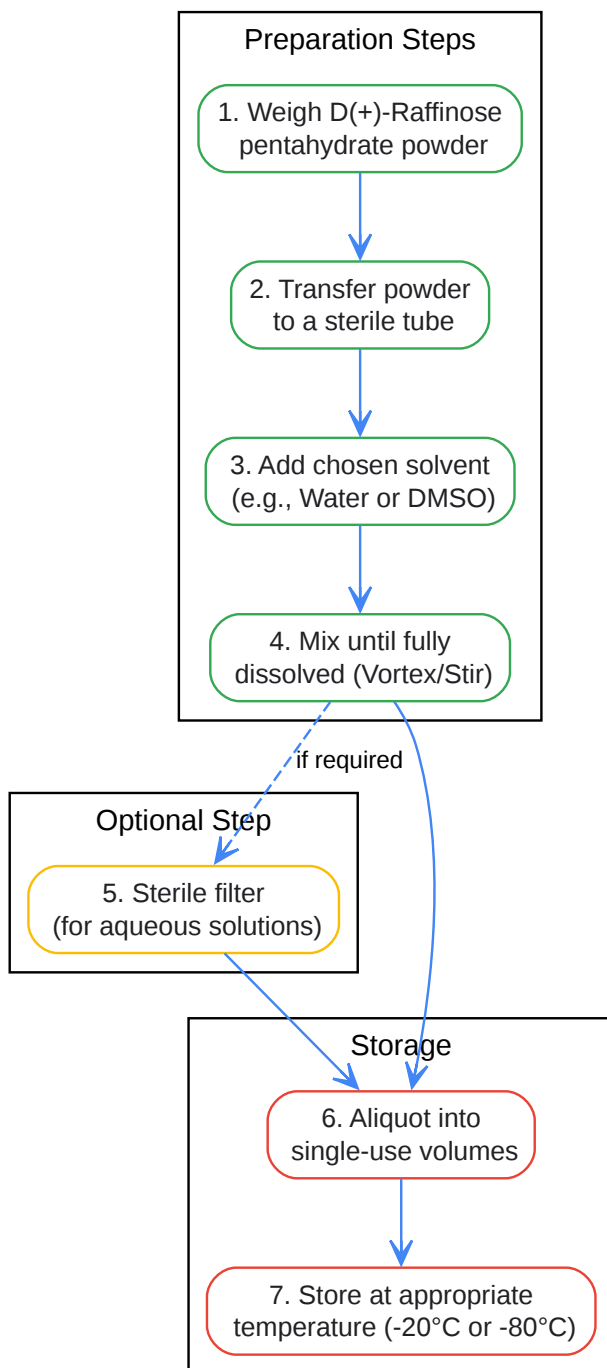 Preparation Steps
1. Weigh D(+)-Raffinose
pentahydrate powder
2. Transfer powder
to a sterile tube
3. Add chosen solvent
(e.g., Water or DMSO)
4. Mix until fully
dissolved (Vortex/Stir)
if required
Optional Step
5. Sterile filter
(for aqueous solutions)
Storage
6. Aliquot into
single-use volumes
7. Store at appropriate
temperature (-20°C or -80°C)